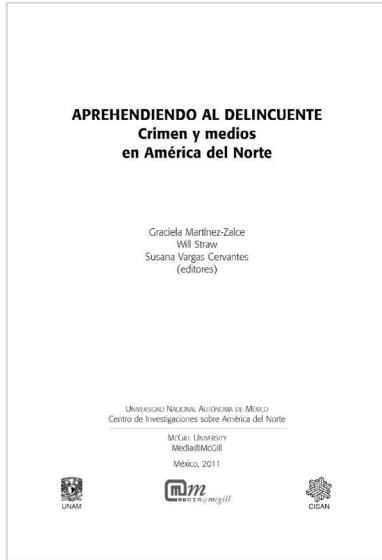 APREHENDIENDO AL DELINCUENTE
Crimen y medios
en América del Norte
Graciela Martínez-Zalce
Will Straw
Susana Vargas Cervantes
(editores)
UNIVERSIDAD NACIONAL AUTÓNOMA DE MÉXICO
Centro de Investigaciones sobre América del Norte
MCGILL UNIVERSITY
Media@McGill
México, 2011
UNAM
m m
media@mcgill
CISAN